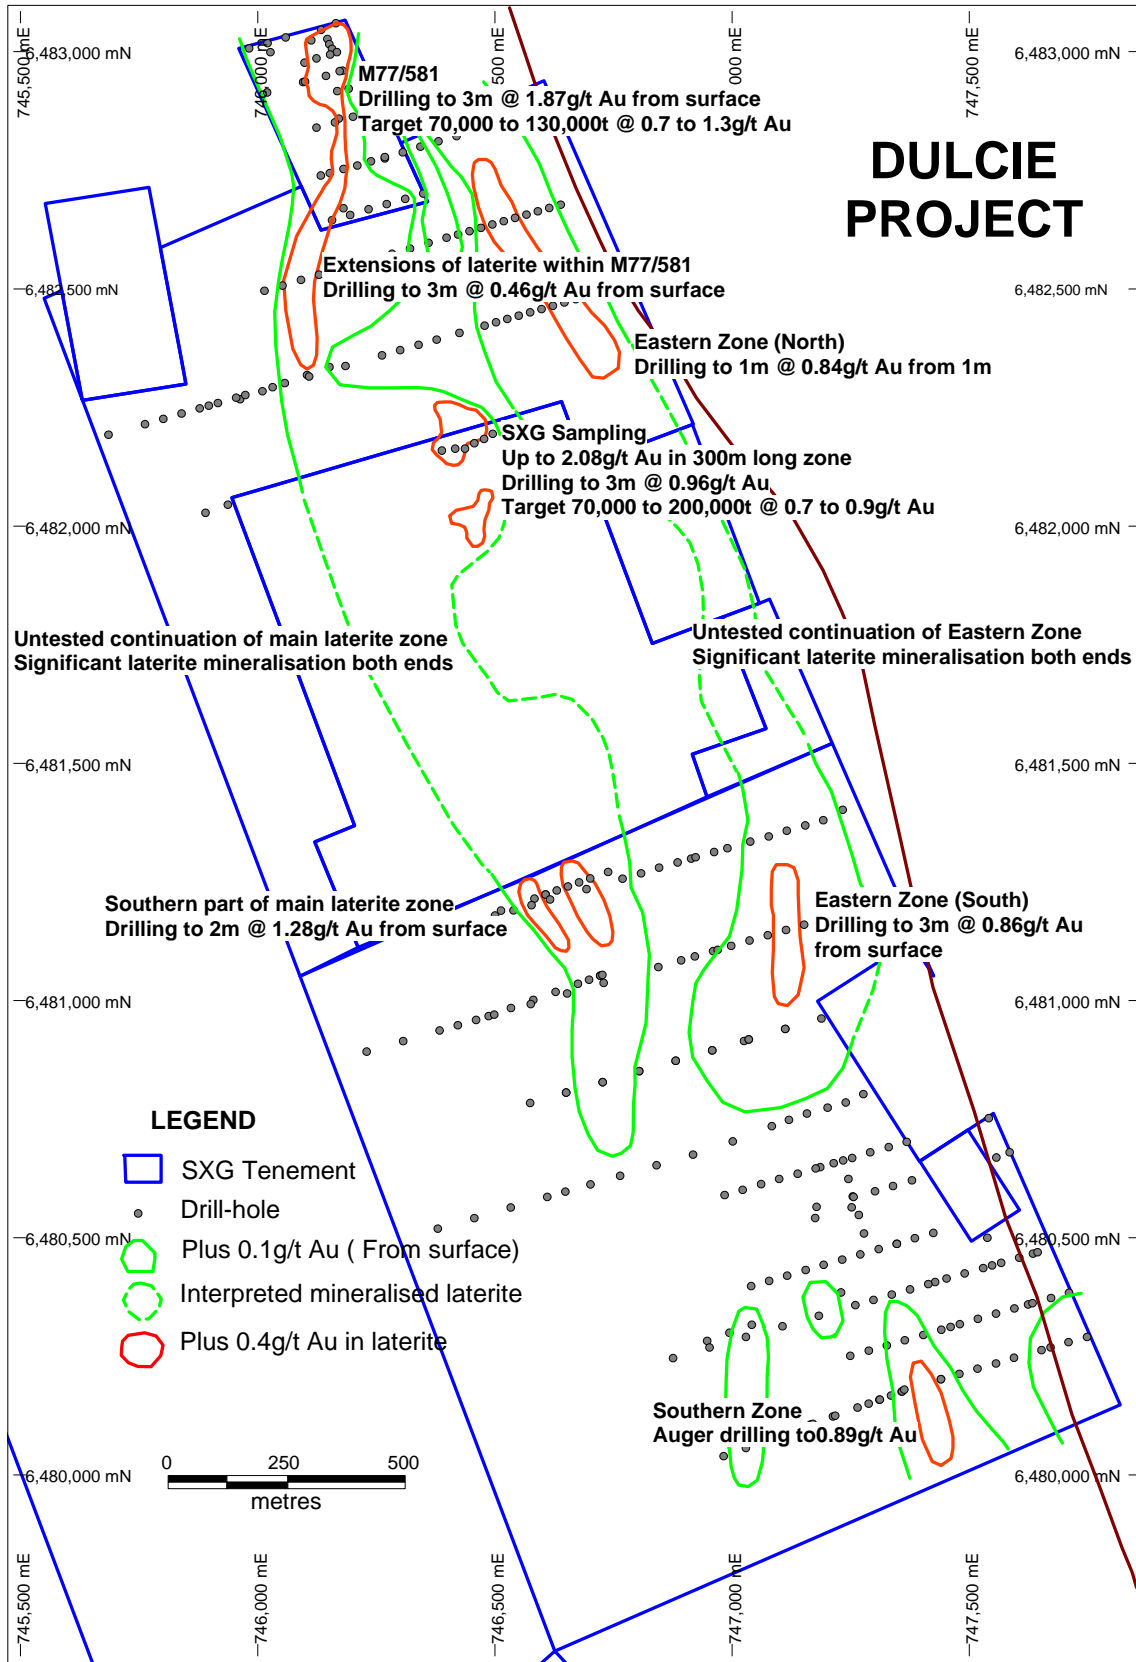 745,500 mE
746,000 mE
500 mE
000 mE
747,500 mE
6,483,000 mN
6,483,000 mN
M77/581
Drilling to 3m @ 1.87g/t Au from surface
Target 70,000 to 130,000t @ 0.7 to 1.3g/t Au
DULCIE
PROJECT
Extensions of laterite within M77/581
Drilling to 3m @ 0.46g/t Au from surface
6,482,500 mN
6,482,500 mN
Eastern Zone (North)
Drilling to 1m @ 0.84g/t Au from 1m
SXG Sampling
Up to 2.08g/t Au in 300m long zone
Drilling to 3m @ 0.96g/t Au
Target 70,000 to 200,000t @ 0.7 to 0.9g/t Au
6,482,000 mN
6,482,000 mN
Untested continuation of main laterite zone
Significant laterite mineralisation both ends
Untested continuation of Eastern Zone
Significant laterite mineralisation both ends
6,481,500 mN
6,481,500 mN
Southern part of main laterite zone
Drilling to 2m @ 1.28g/t Au from surface
Eastern Zone (South)
Drilling to 3m @ 0.86g/t Au
from surface
6,481,000 mN
6,481,000 mN
LEGEND
SXG Tenement
Drill-hole
Plus 0.1g/t Au ( From surface)
Interpreted mineralised laterite
Plus 0.4g/t Au in laterite
6,480,500 mN
6,480,500 mN
Southern Zone
Auger drilling to0.89g/t Au
6,480,000 mN
6,480,000 mN
0 250 500
metres
745,500 mE
746,000 mE
746,500 mE
747,000 mE
747,500 mE